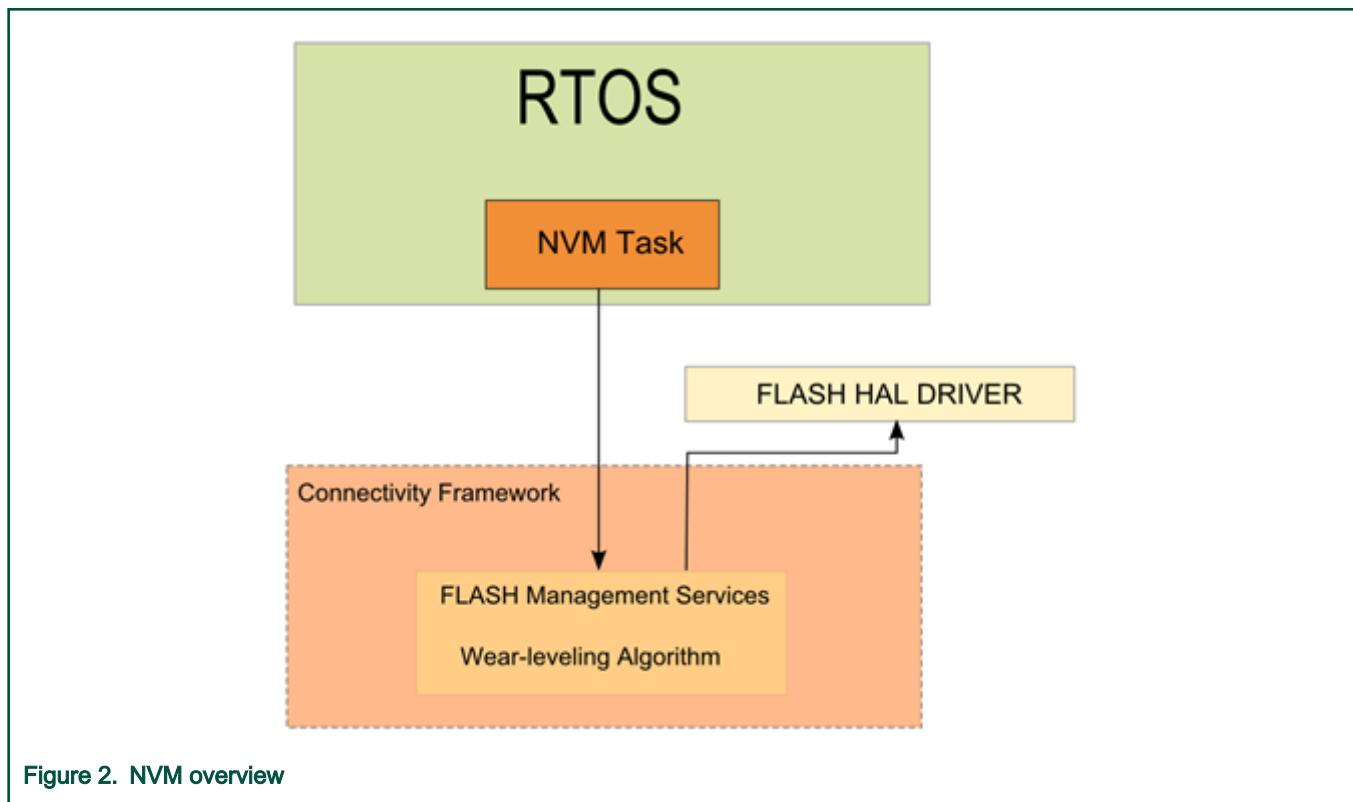 RTOS
NVM Task
FLASH HAL DRIVER
Connectivity Framework
FLASH Management Services
Wear-leveling Algorithm
Figure 2. NVM overview